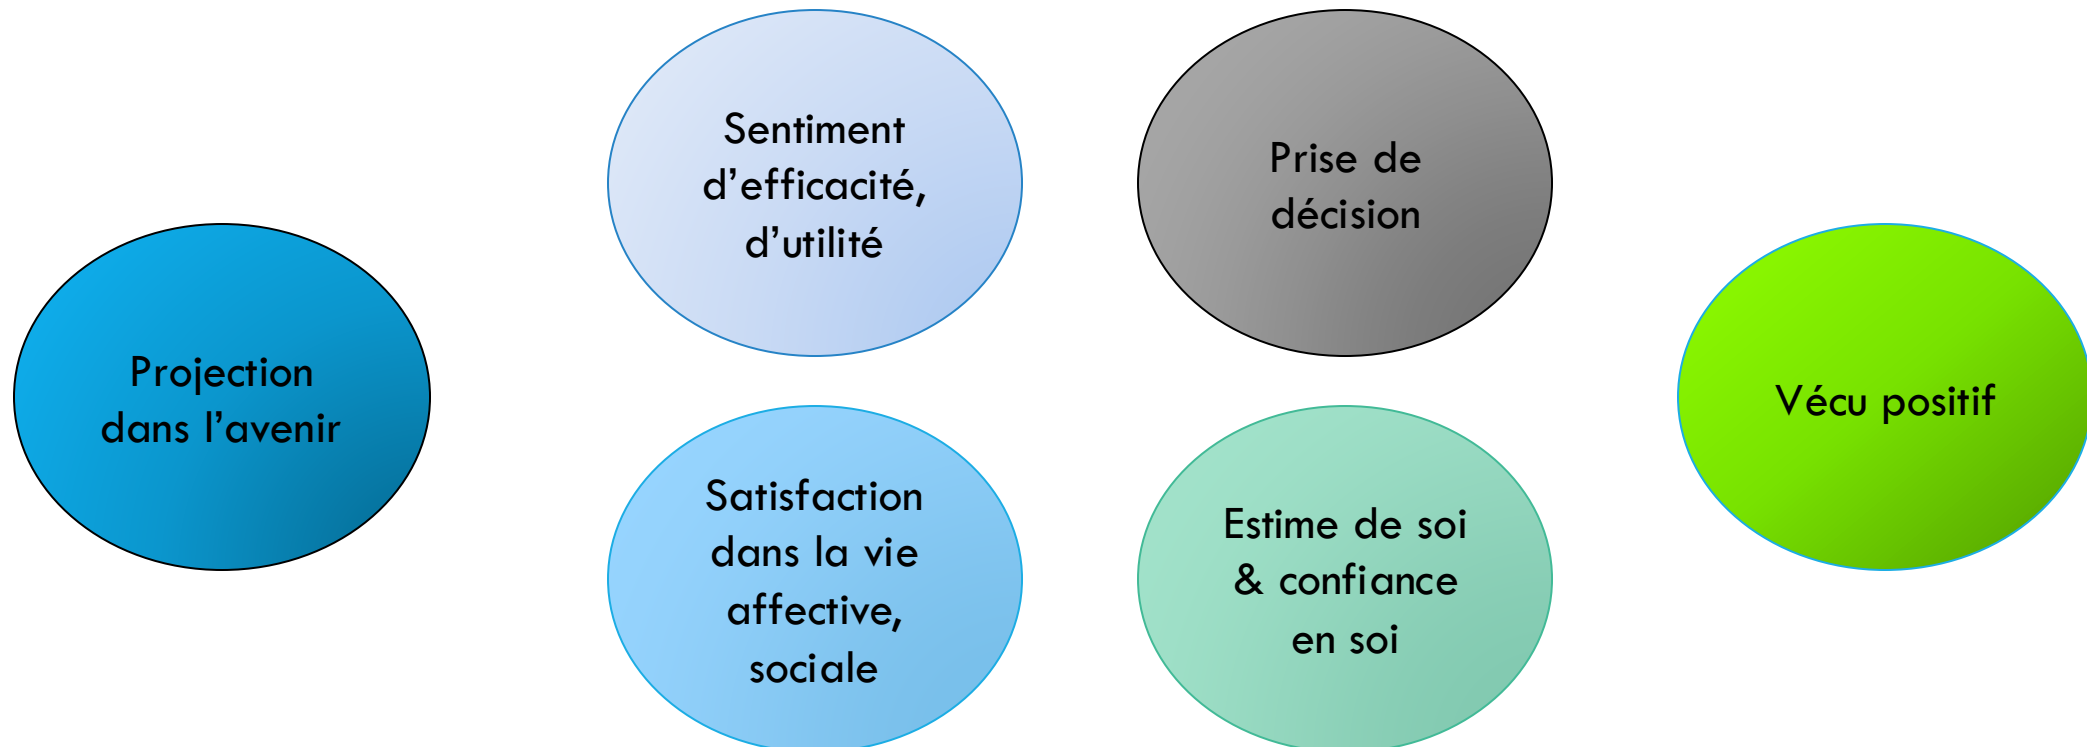 Projection
dans l’avenir
Sentiment
d’efficacité,
d’utilité
Satisfaction
dans la vie
affective,
sociale
Prise de
décision
Estime de soi
& confiance
en soi
Vécu positif